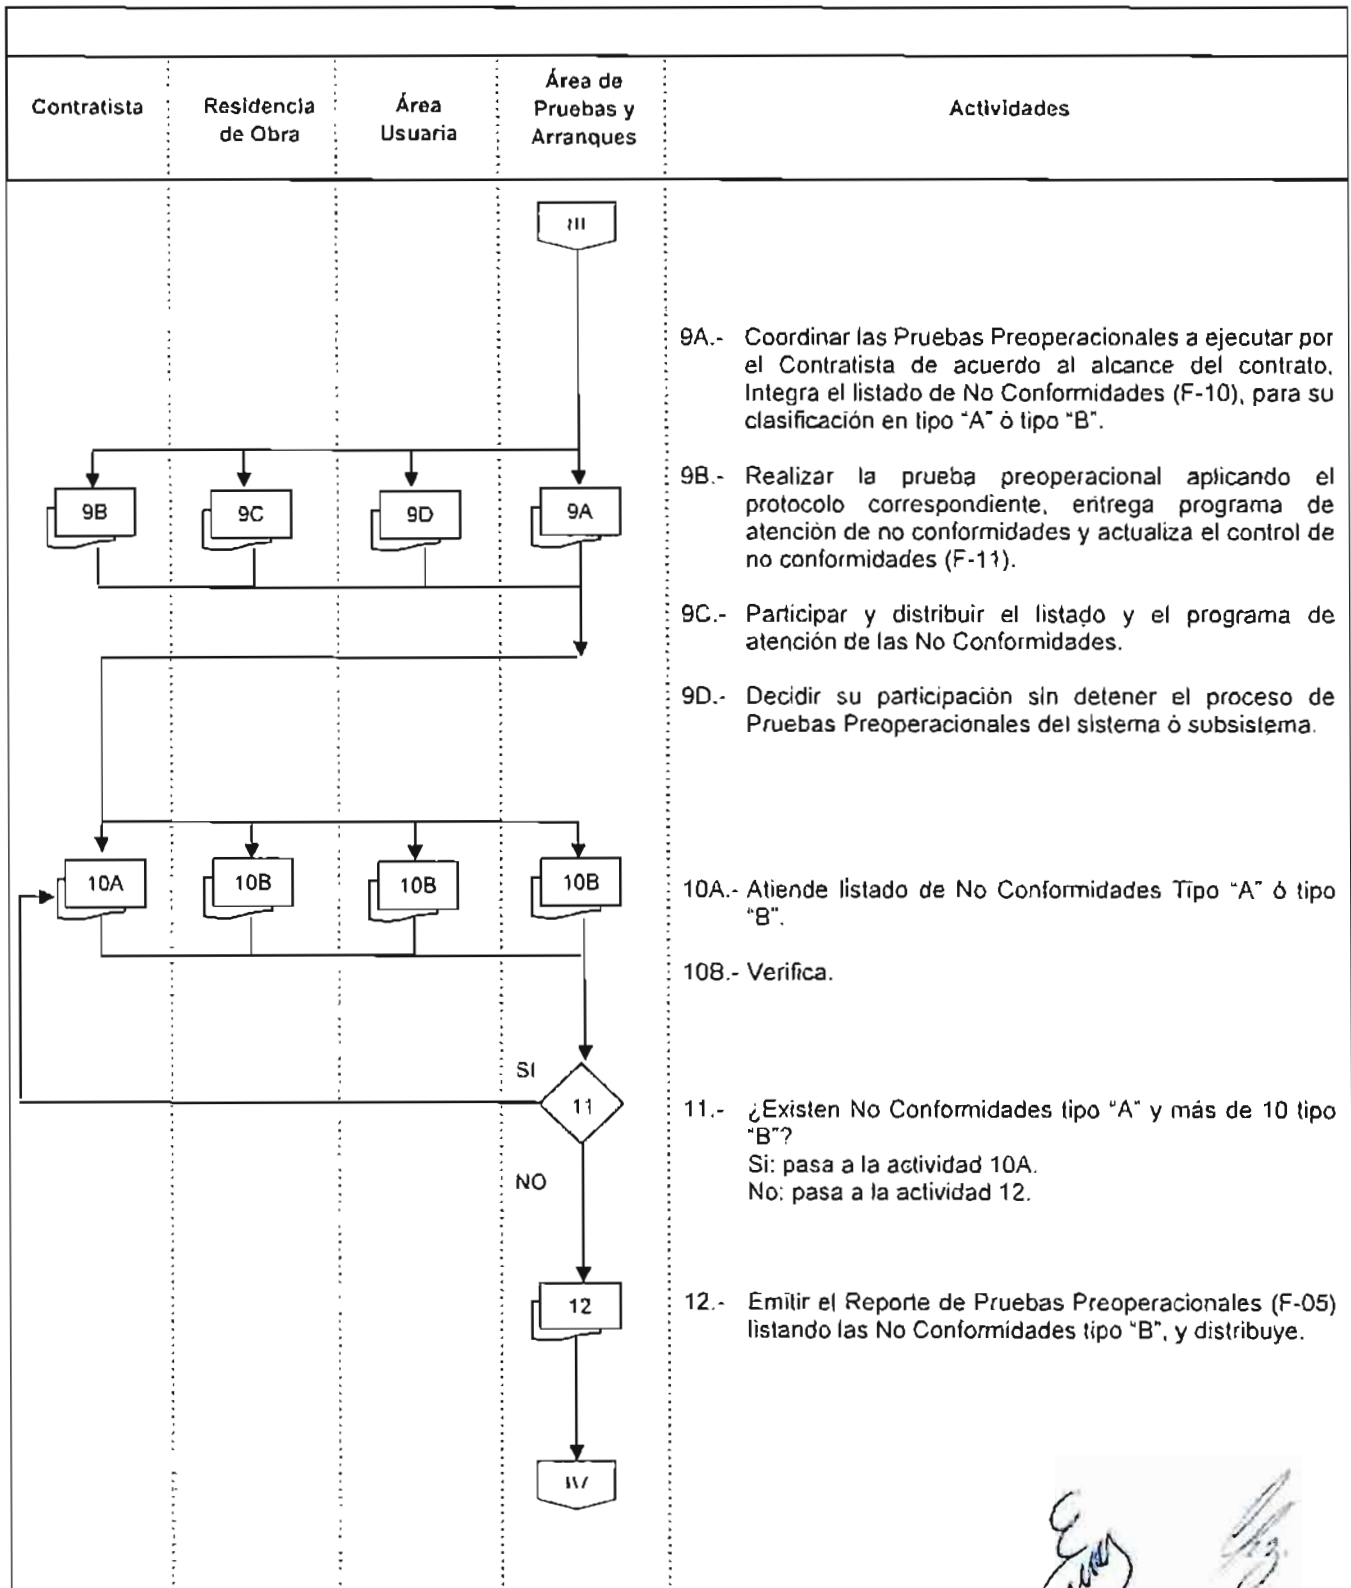 Contratista
Residencia
de Obra
Área
Usuaria
Área de
Pruebas y
Arranques
Actividades
III
9A.- Coordinar las Pruebas Preoperacionales a ejecutar por
el Contratista de acuerdo al alcance del contrato.
Integra el listado de No Conformidades (F-10), para su
clasificación en tipo "A" ó tipo "B".
9B
9C
9D
9A
9B.- Realizar la prueba preoperacional aplicando el
protocolo correspondiente, entrega programa de
atención de no conformidades y actualiza el control de
no conformidades (F-11).
9C.- Participar y distribuir el listado y el programa de
atención de las No Conformidades.
9D.- Decidir su participación sin detener el proceso de
Pruebas Preoperacionales del sistema ó subsistema.
10A
10B
10B
10B
10A.- Atiende listado de No Conformidades Tipo "A" ó tipo
"B".
10B.- Verifica.
SI
11
NO
11.- ¿Existen No Conformidades tipo "A" y más de 10 tipo
"B"?
Si: pasa a la actividad 10A.
No: pasa a la actividad 12.
12
12.- Emitir el Reporte de Pruebas Preoperacionales (F-05)
listando las No Conformidades tipo "B", y distribuye.
IV